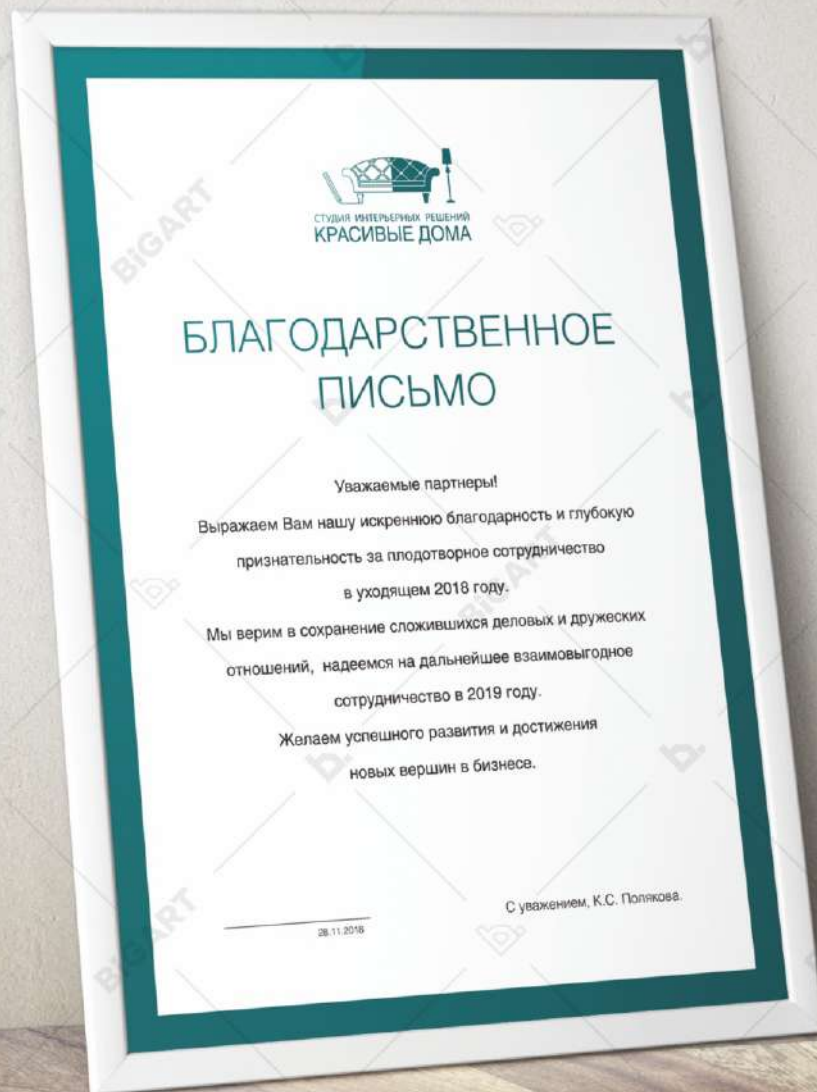 СТУДИЯ ИНТЕРЬЕРНЫХ РЕШЕНИЙ
КРАСИВЫЕ ДОМА
БЛАГОДАРСТВЕННОЕ
ПИСЬМО
Уважаемые партнеры!
Выражаем Вам нашу искреннюю благодарность и глубокую
признательность за плодотворное сотрудничество
в уходящем 2018 году.
Мы верим в сохранение сложившихся деловых и дружеских
отношений, надеемся на дальнейшее взаимовыгодное
сотрудничество в 2019 году.
Желаем успешного развития и достижения
новых вершин в бизнесе.
С уважением, К.С. Полякова.
28.11.2018
BIGART
BIGART
BIGART